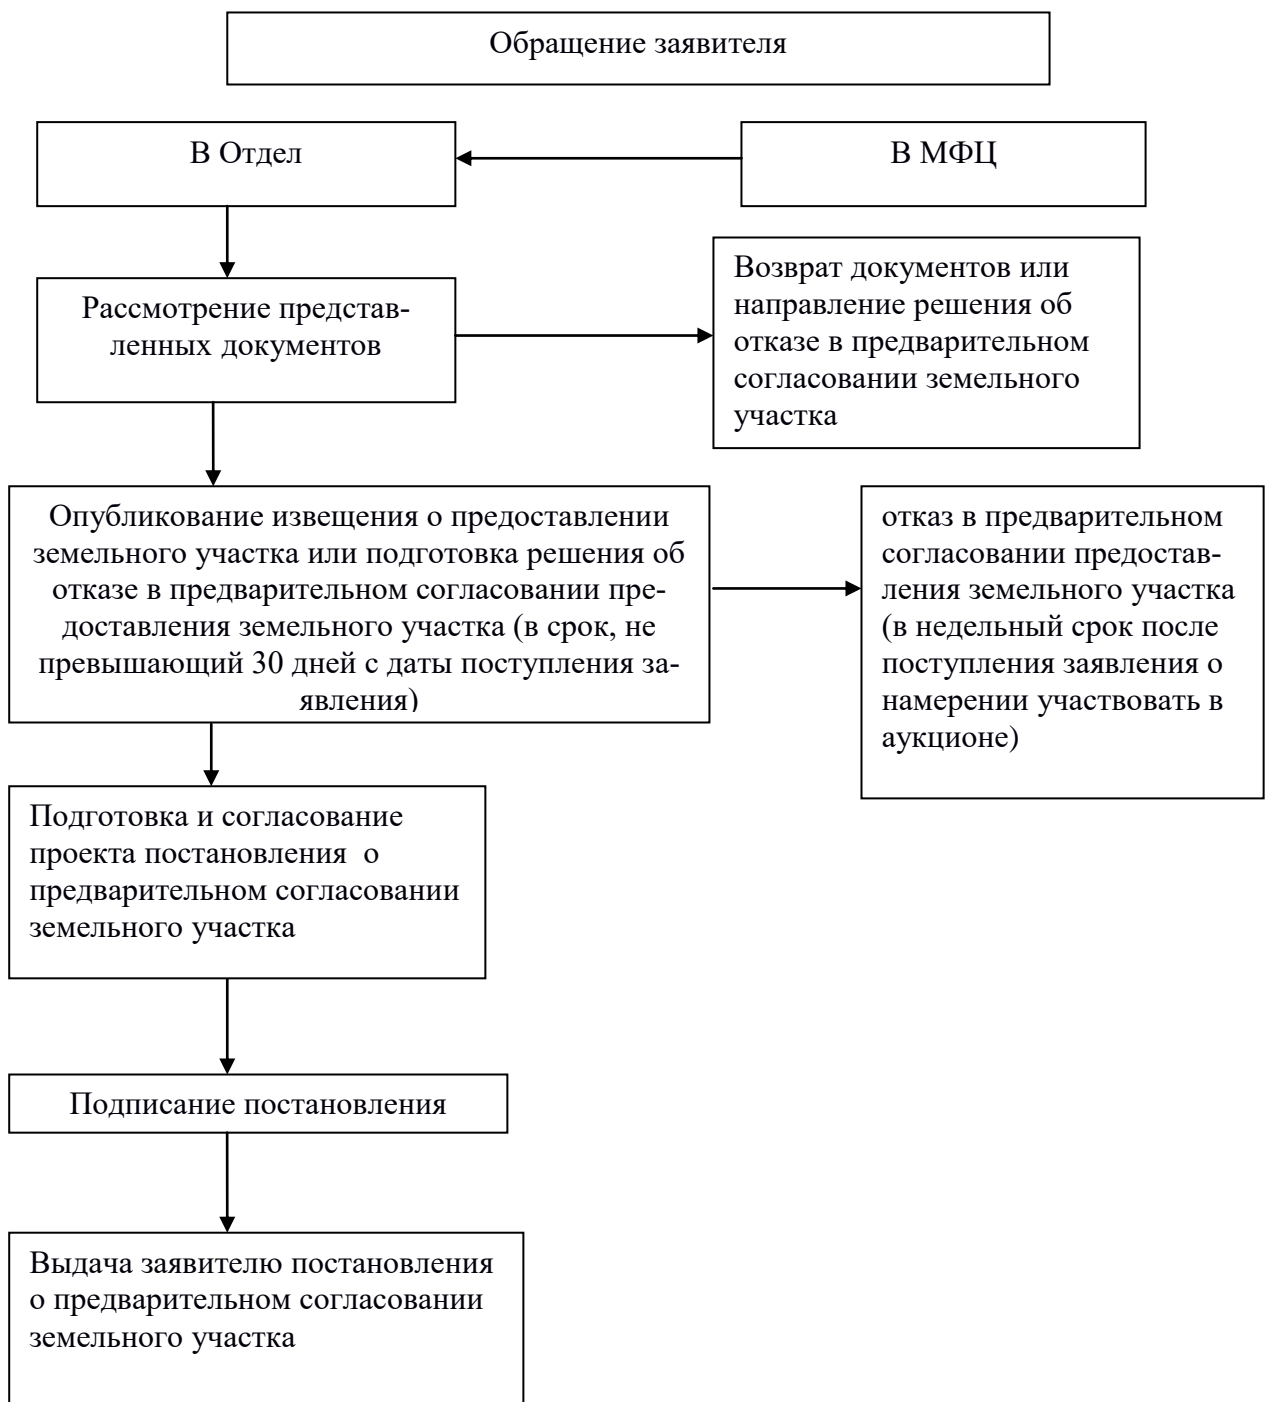 Обращение заявителя
В Отдел
В МФЦ
Рассмотрение представ-
ленных документов
Возврат документов или
направление решения об
отказе в предварительном
согласовании земельного
участка
Опубликование извещения о предоставлении
земельного участка или подготовка решения об
отказе в предварительном согласовании пре-
доставления земельного участка (в срок, не
превышающий 30 дней с даты поступления за-
явления)
отказ в предварительном
согласовании предостав-
ления земельного участка
(в недельный срок после
поступления заявления о
намерении участвовать в
аукционе)
Подготовка и согласование
проекта постановления  о
предварительном согласовании
земельного участка
Подписание постановления
Выдача заявителю постановления
о предварительном согласовании
земельного участка